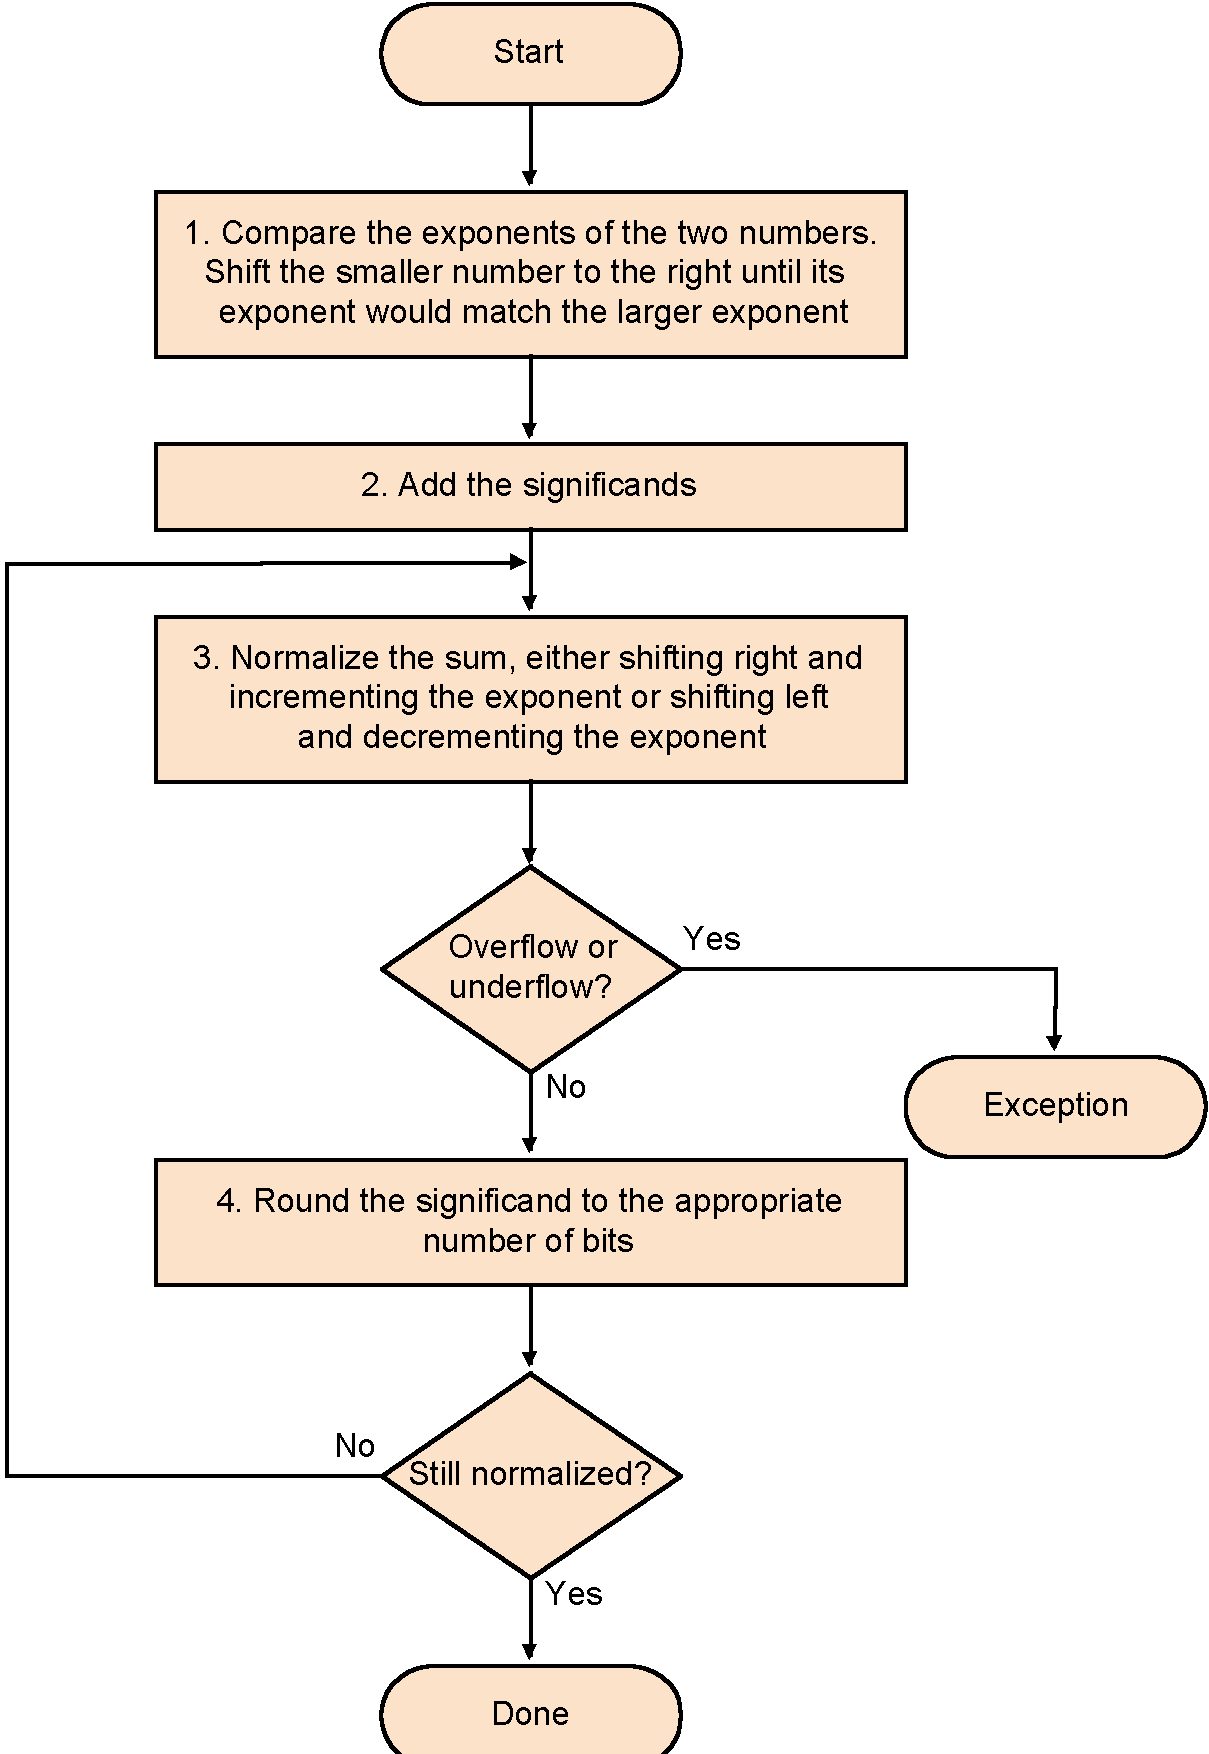 Start
1. Compare the exponents of the two numbers.
Shift the smaller number to the right until its
exponent would match the larger exponent
2. Add the significands
3. Normalize the sum, either shifting right and
incrementing the exponent or shifting left
and decrementing the exponent
Overflow or
underflow?
Yes
No
Exception
4. Round the significand to the appropriate
number of bits
Still normalized?
No
Yes
Done